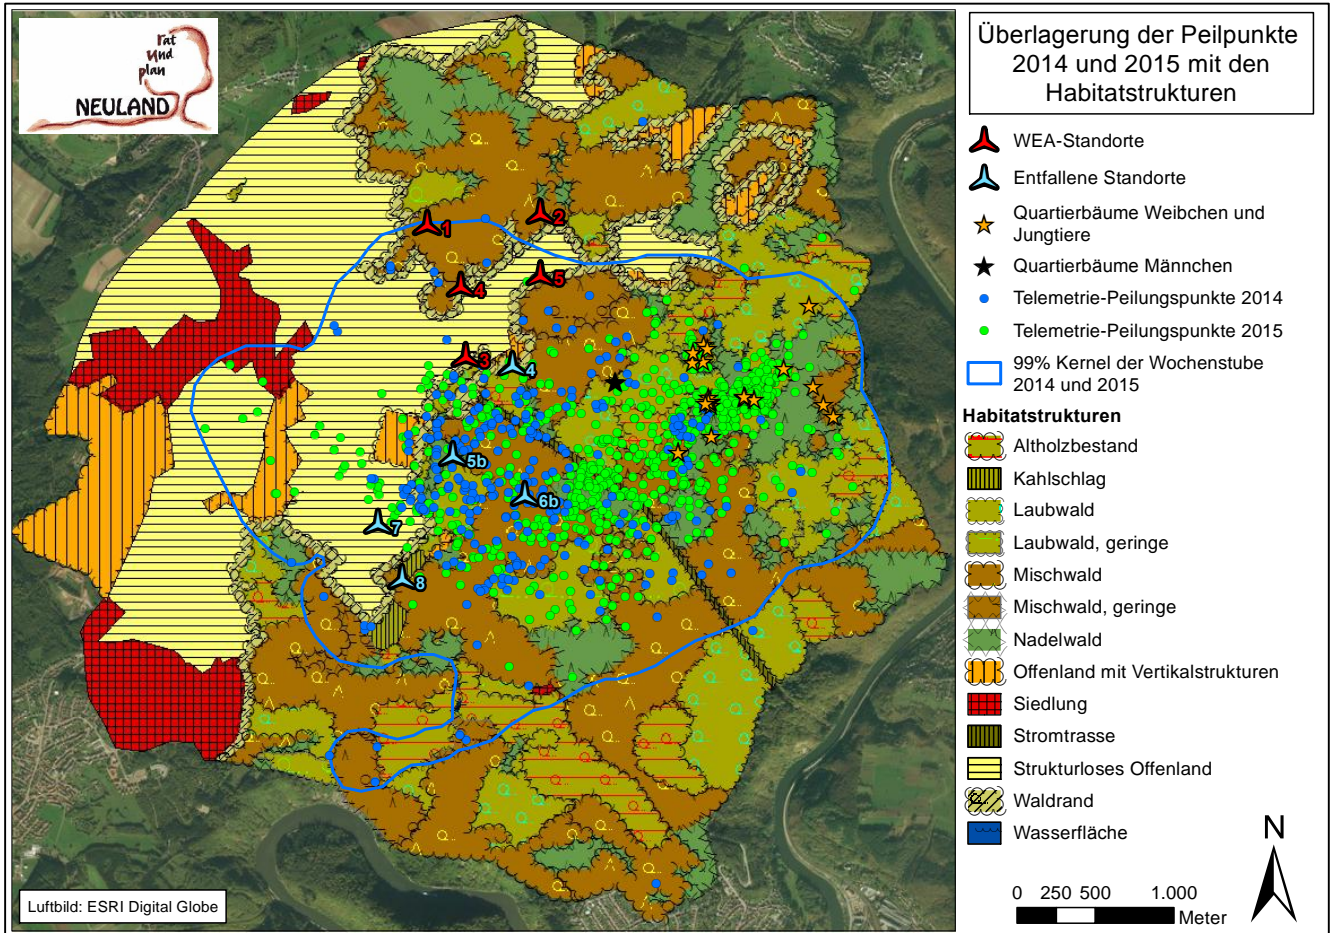 rat
und
plan
NEULAND
Überlagerung der Peilpunkte
2014 und 2015 mit den
Habitatstrukturen
WEA-Standorte
Entfallene Standorte
Quartierbäume Weibchen und
Jungtiere
Quartierbäume Männchen
Telemetrie-Peilungspunkte 2014
Telemetrie-Peilungspunkte 2015
99% Kernel der Wochenstube
2014 und 2015
Habitatstrukturen
Altholzbestand
Kahlschlag
Laubwald
Laubwald, geringe
Mischwald
Mischwald, geringe
Nadelwald
Offenland mit Vertikalstrukturen
Siedlung
Stromtrasse
Strukturloses Offenland
Waldrand
Wasserfläche
N
0 250 500 1.000
Meter
1
2
4
5
3
4
5b
6b
7
8
Luftbild: ESRI Digital Globe